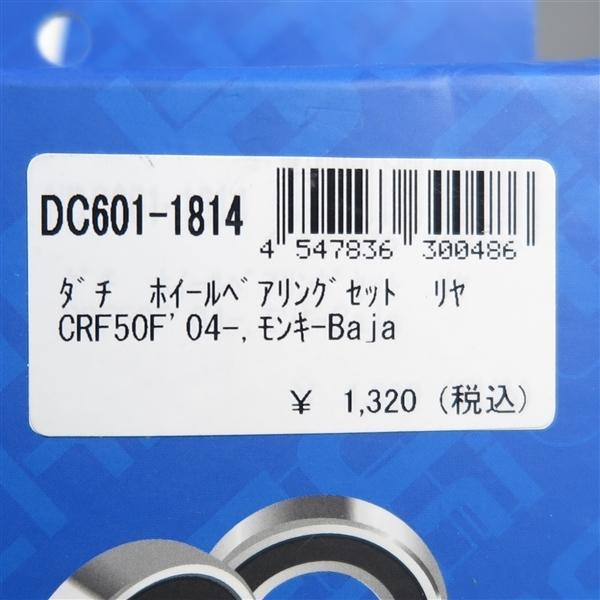 DC601-1814
4 547836 300486
ﾀﾞﾁ ﾎｲｰﾙﾍﾞｱﾘﾝｸﾞｾｯﾄ ﾘﾔ
CRF50F'04-,ﾓﾝｷｰBaja
¥ 1,320 (税込)